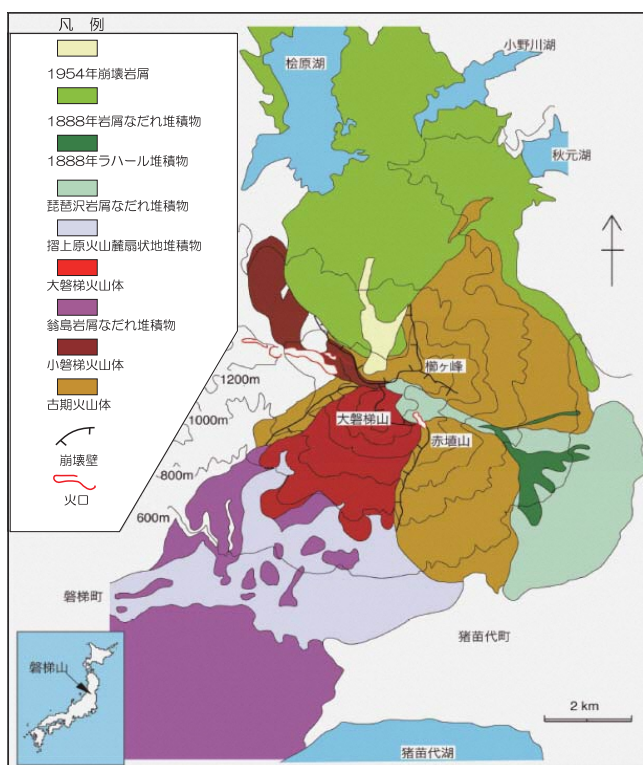 凡 例
1954年崩壊岩屑
1888年岩屑なだれ堆積物
1888年ラハール堆積物
琵琶沢岩屑なだれ堆積物
摺上原火山麓扇状地堆積物
大磐梯火山体
翁島岩屑なだれ堆積物
小磐梯火山体
古期火山体
崩壊壁
火口
桧原湖
小野川湖
秋元湖
櫛ヶ峰
大磐梯山
赤埴山
1200m
1000m
800m
600m
磐梯町
猪苗代町
猪苗代湖
磐梯山
2 km